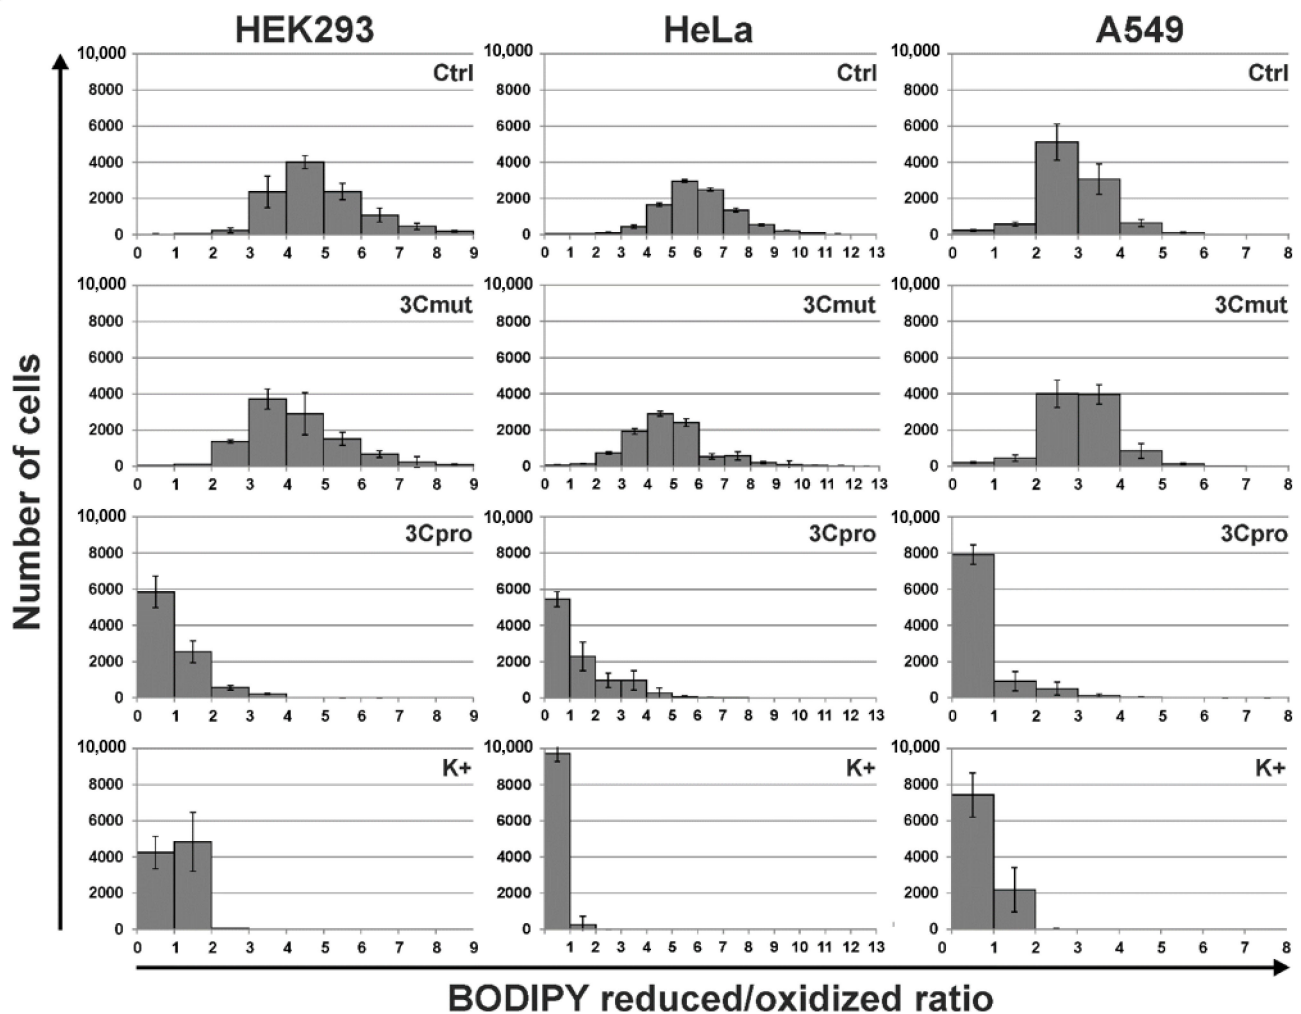 HEK293 HeLa A549
Number of cells
10,000 10,000 10,000
Ctrl Ctrl Ctrl
8000 8000 8000
6000 6000 6000
4000 4000 4000
2000 2000 2000
0 0 0
0 1 2 3 4 5 6 7 8 9 0 1 2 3 4 5 6 7 8 9 10 11 12 13 0 1 2 3 4 5 6 7 8
10,000 10,000 10,000
3Cmut 3Cmut 3Cmut
8000 8000 8000
6000 6000 6000
4000 4000 4000
2000 2000 2000
0 0 0
0 1 2 3 4 5 6 7 8 9 0 1 2 3 4 5 6 7 8 9 10 11 12 13 0 1 2 3 4 5 6 7 8
10,000 10,000 10,000
3Cpro 3Cpro 3Cpro
8000 8000 8000
6000 6000 6000
4000 4000 4000
2000 2000 2000
0 0 0
0 1 2 3 4 5 6 7 8 9 0 1 2 3 4 5 6 7 8 9 10 11 12 13 0 1 2 3 4 5 6 7 8
10,000 10,000 10,000
K+ K+ K+
8000 8000 8000
6000 6000 6000
4000 4000 4000
2000 2000 2000
0 0 0
0 1 2 3 4 5 6 7 8 9 1 2 3 4 5 6 7 8 9 10 11 12 13 0 1 2 3 4 5 6 7 8
BODIPY reduced/oxidized ratio